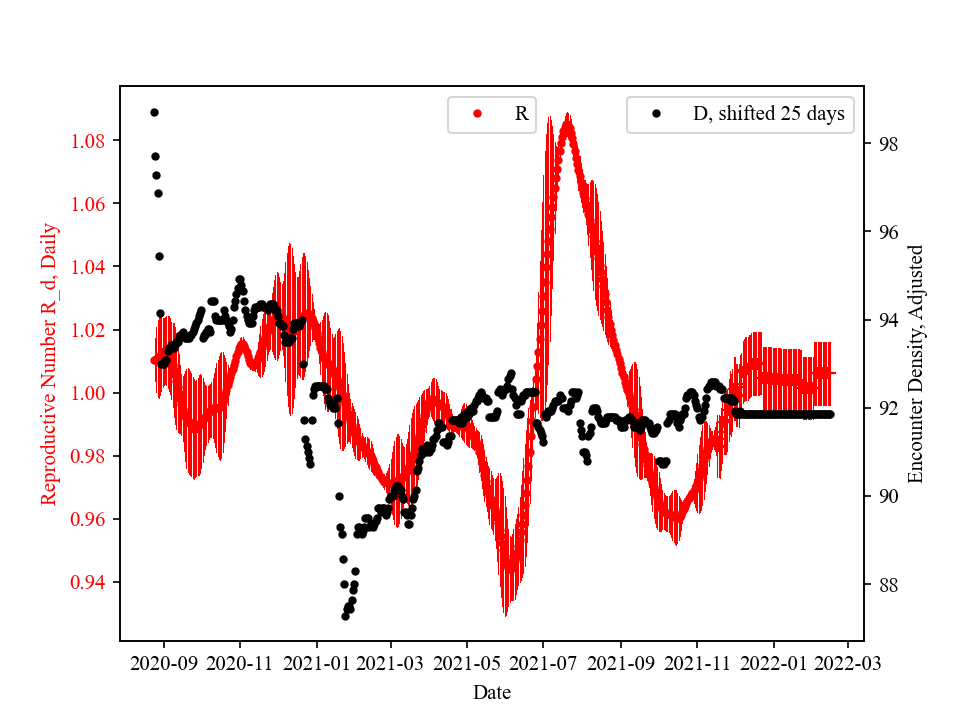 R
D, shifted 25 days
1.08
1.06
1.04
1.02
1.00
0.98
0.96
0.94
Reproductive Number R_d, Daily
98
96
94
92
90
88
Encounter Density, Adjusted
2020-09 2020-11 2021-01 2021-03 2021-05 2021-07 2021-09 2021-11 2022-01 2022-03
Date